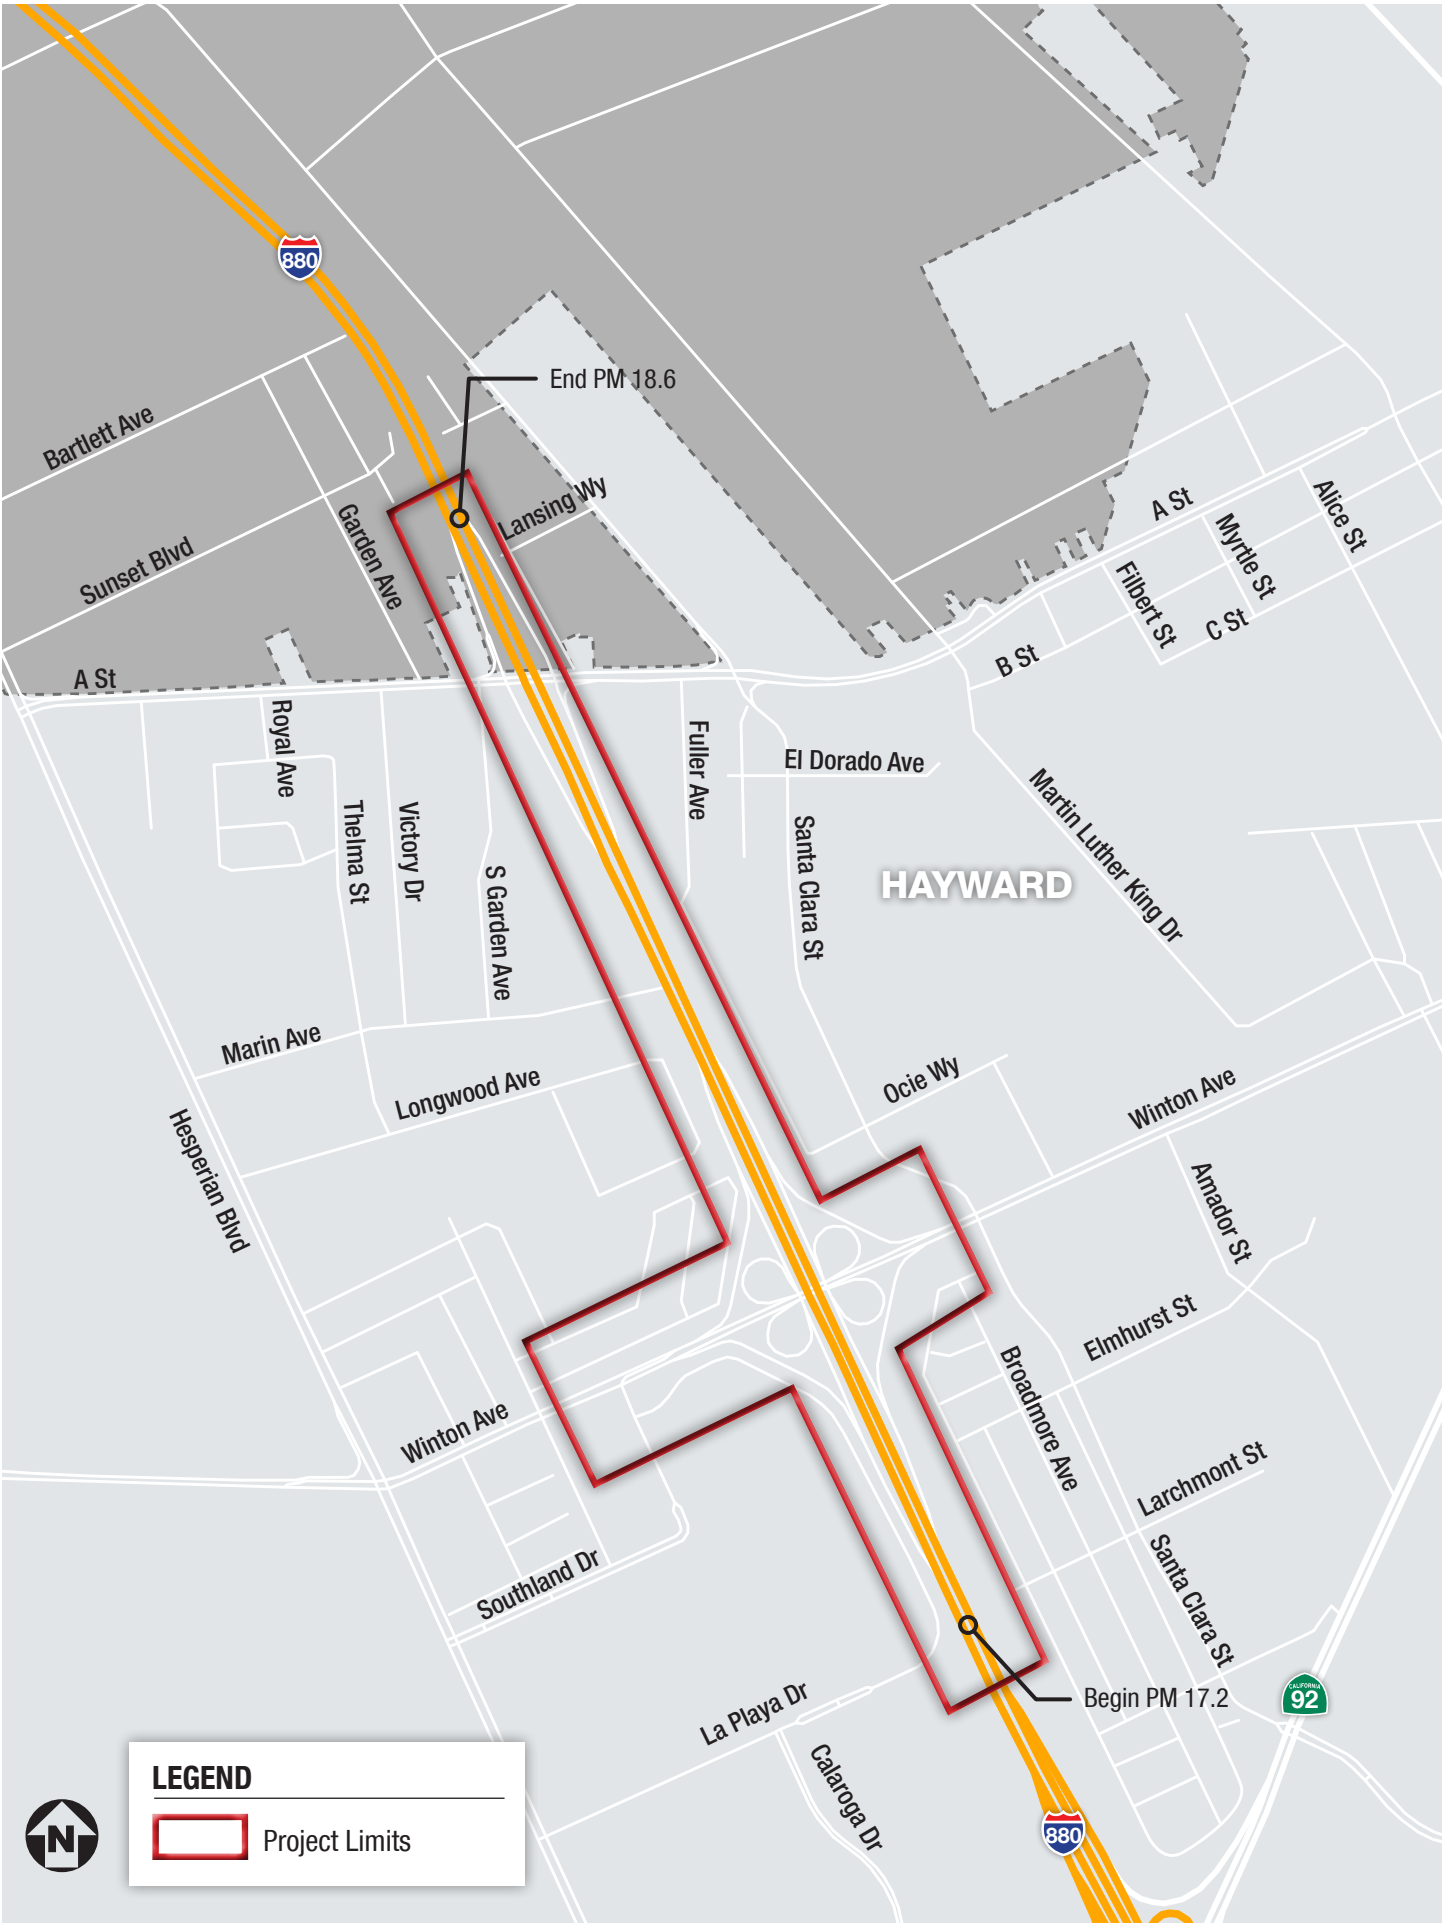 880
End PM 18.6
Bartlett Ave
Lansing Wy
A St
Alice St
Myrtle St
Garden Ave
Sunset Blvd
Filbert St
C St
B St
A St
Royal Ave
Fuller Ave
El Dorado Ave
Martin Luther King Dr
Thelma St
Victory Dr
Santa Clara St
HAYWARD
S Garden Ave
Marin Ave
Longwood Ave
Ocie Wy
Winton Ave
Hesperian Blvd
Amador St
Elmhurst St
Broadmore Ave
Winton Ave
Larchmont St
Southland Dr
Santa Clara St
La Playa Dr
Begin PM 17.2
CALIFORNIA
92
Calaroga Dr
880
LEGEND
Project Limits
N